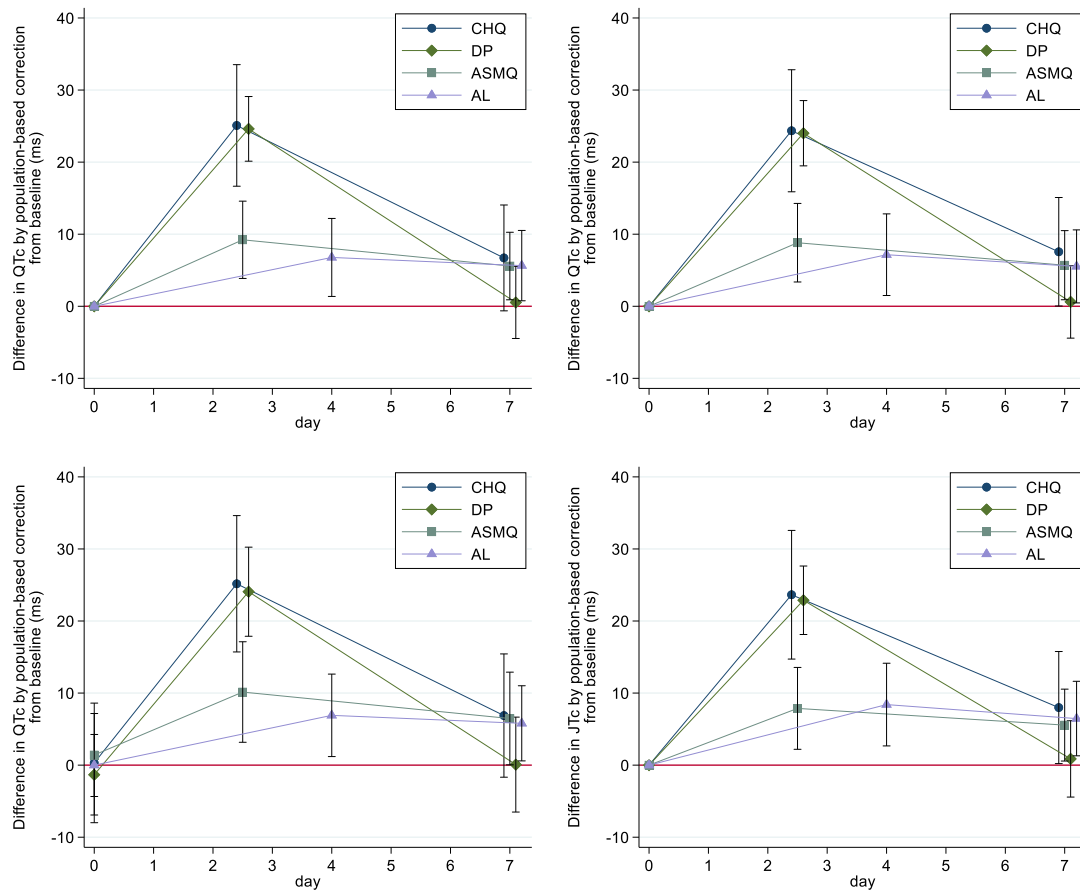 Difference in QTc by population-based correction
from baseline (ms)
40
30
20
10
0
-10
0 1 2 3 4 5 6 7
day
CHQ
DP
ASMQ
AL
Difference in QTc by population-based correction
from baseline (ms)
40
30
20
10
0
-10
0 1 2 3 4 5 6 7
day
CHQ
DP
ASMQ
AL
Difference in QTc by population-based correction
from baseline (ms)
40
30
20
10
0
-10
0 1 2 3 4 5 6 7
day
CHQ
DP
ASMQ
AL
Difference in JTc by population-based correction
from baseline (ms)
40
30
20
10
0
-10
0 1 2 3 4 5 6 7
day
CHQ
DP
ASMQ
AL